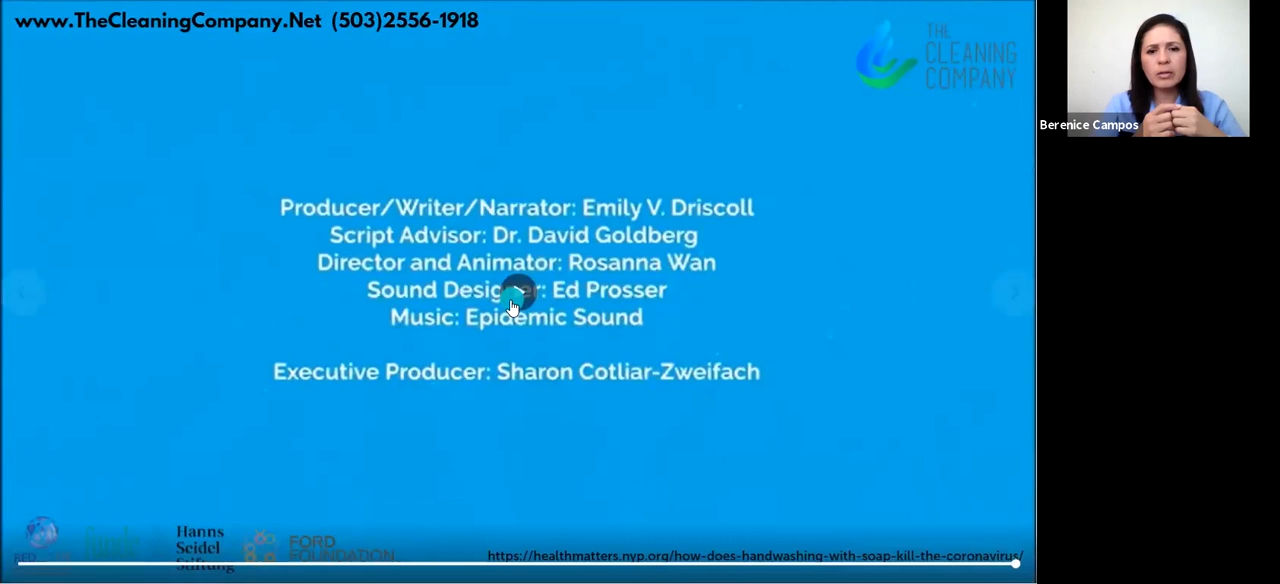 www.TheCleaningCompany.Net (503)2556-1918
THE
CLEANING
COMPANY
Berenice Campos
Producer/Writer/Narrator: Emily V. Driscoll
Script Advisor: Dr. David Goldberg
Director and Animator: Rosanna Wan
Sound Designer: Ed Prosser
Music: Epidemic Sound
Executive Producer: Sharon Cotliar-Zweifach
Hanns
Seidel
Stiftung
FORD
FOUNDATION
RED
https://healthmatters.nyp.org/how-does-handwashing-with-soap-kill-the-coronavirus/